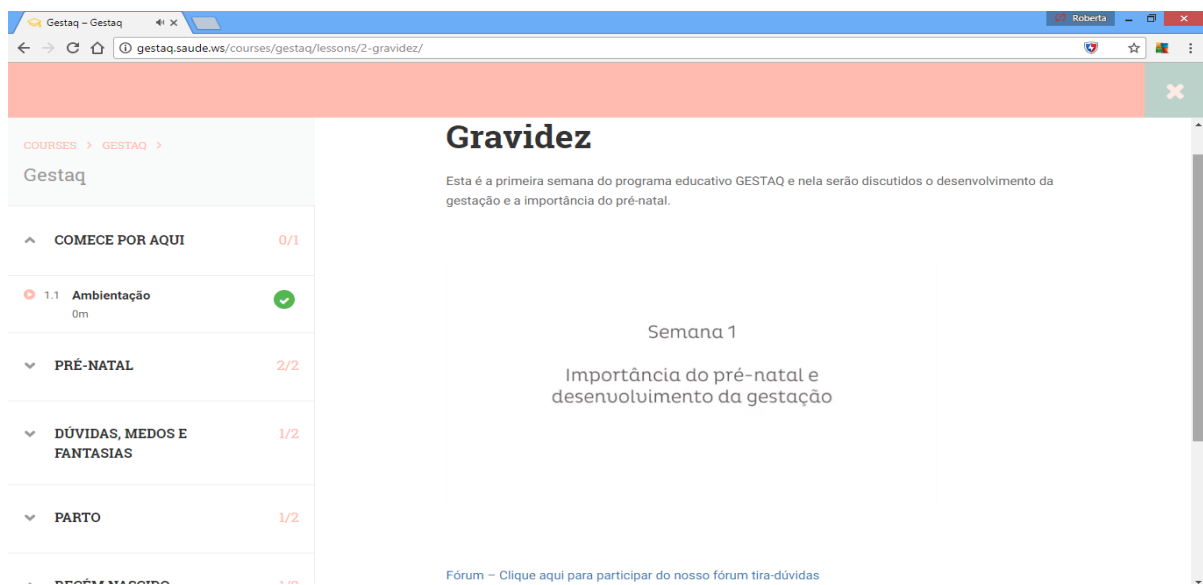 Gestaq – Gestaq
Roberta
gestaq.saude.ws/courses/gestaq/lessons/2-gravidez/
COURSES > GESTAQ >
Gestaq
COMECE POR AQUI 0/1
1.1 Ambientação
0m
PRÉ-NATAL 2/2
DÚVIDAS, MEDOS E 1/2
FANTASIAS
PARTO 1/2
RECÉM NASCIDO
Gravidez
Esta é a primeira semana do programa educativo GESTAQ e nela serão discutidos o desenvolvimento da
gestação e a importância do pré-natal.
Semana 1
Importância do pré-natal e
desenvolvimento da gestação
Fórum – Clique aqui para participar do nosso fórum tira-dúvidas